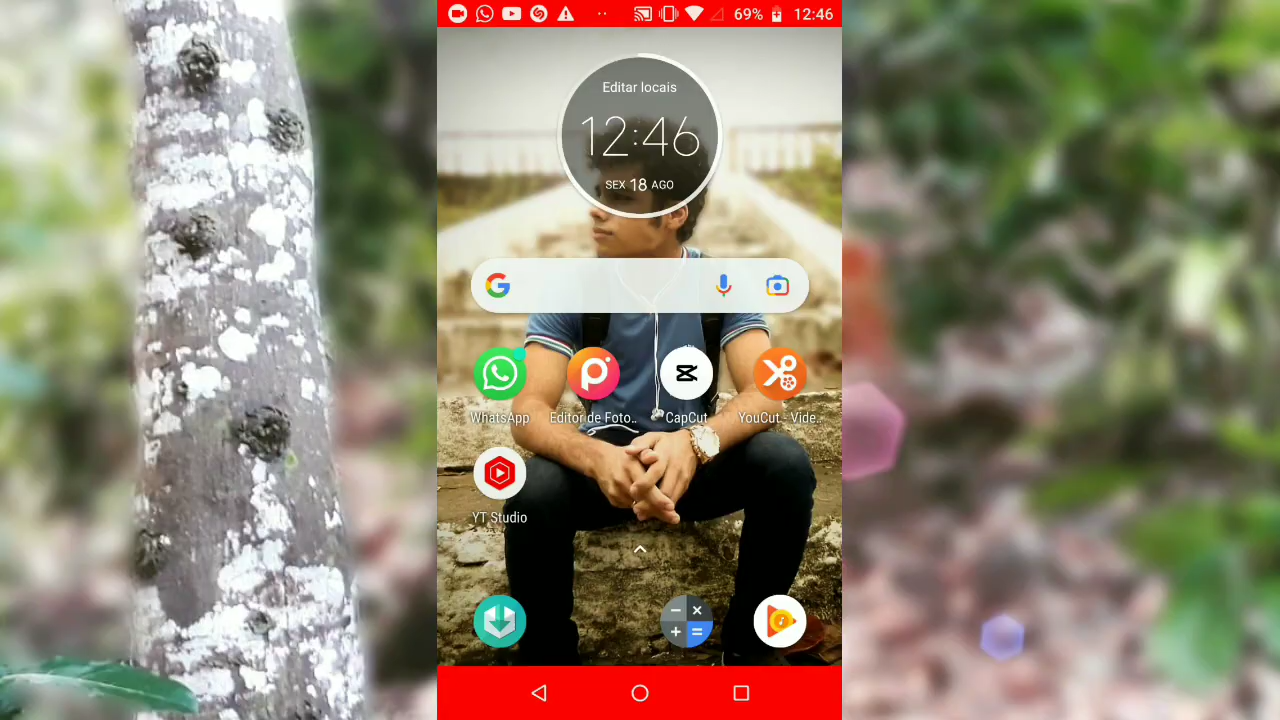 69% 12:46
Editar locais
12:46
SEX 18 AGO
WhatsApp
Editor de Foto..
CapCut
YouCut - Vide..
YT Studio